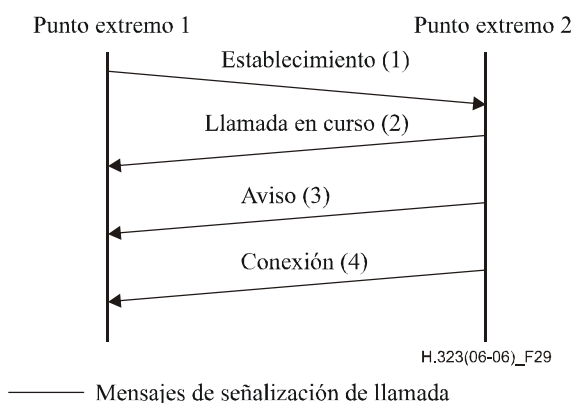 Punto extremo 1
Punto extremo 2
Establecimiento (1)
Llamada en curso (2)
Aviso (3)
Conexión (4)
H.323(06-06)_F29
Mensajes de señalización de llamada